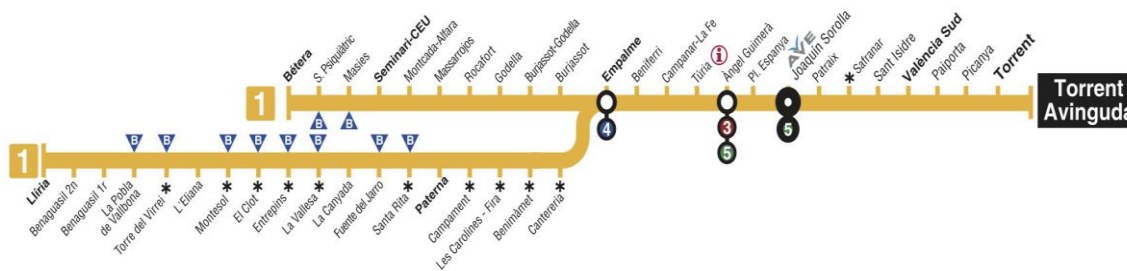 1
Bétera
S. Psiquiàtric
Masies
Seminari-CEU
Montcada-Alfara
Massarrojos
Rocafort
Godella
Burjassot-Godella
Burjassot
Empalme
Beniferri
Campanar-La Fe
Túria
Àngel Guimerà
Pl. Espanya
Joaquín Sorolla
Patraix
* Safranar
Sant Isidre
València Sud
Paiporta
Picanya
Torrent
i
AVE
Torrent
Avinguda
4
3
5
5
B
B
1
B
B
B
B
B
B
B
B
Llíria
Benaguasil 2n
Benaguasil 1r
La Pobla
de Vallbona
Torre del Virrei *
L'Eliana
Montesol *
El Clot *
Entrepins *
La Vallesa *
La Canyada
Fuente del Jarro
Santa Rita *
Paterna
Campament *
Les Carolines - Fira *
Benimàmet *
Cantereria *